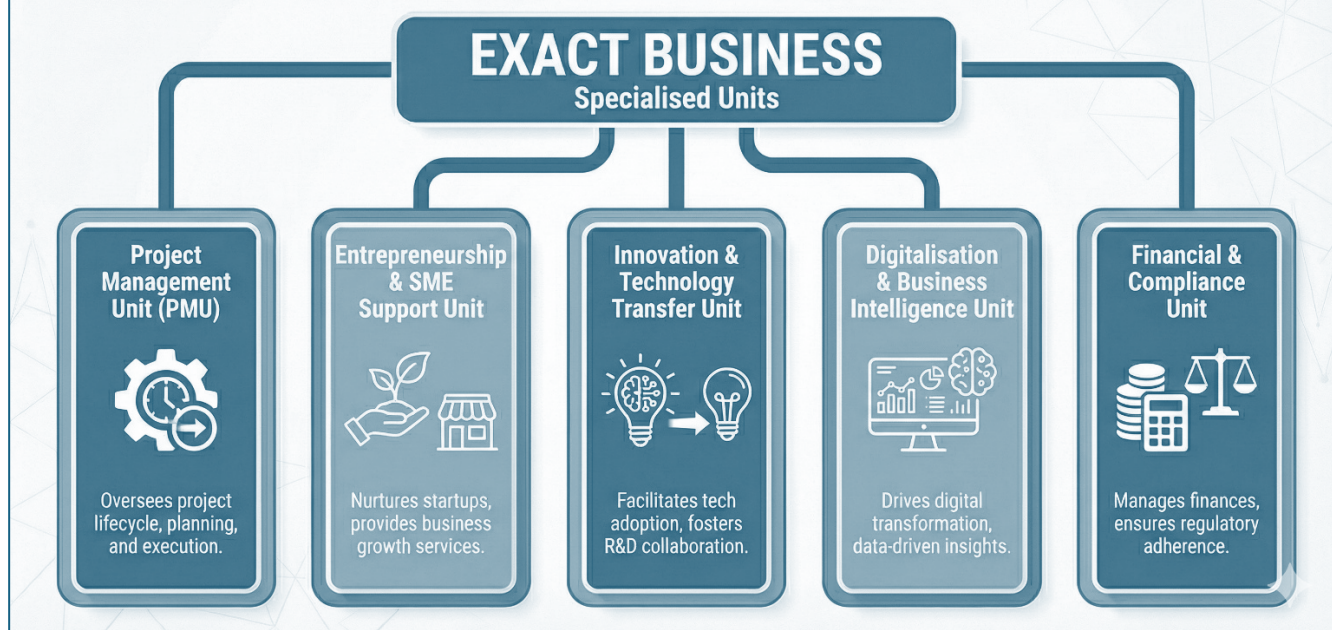 EXACT BUSINESS
Specialised Units
Project
Management
Unit (PMU)
Oversees project
lifecycle, planning,
and execution.
Entrepreneurship
& SME
Support Unit
Nurtures startups,
provides business
growth services.
Innovation &
Technology
Transfer Unit
Facilitates tech
adoption, fosters
R&D collaboration.
Digitalisation
& Business
Intelligence Unit
Drives digital
transformation,
data-driven insights.
Financial &
Compliance
Unit
Manages finances,
ensures regulatory
adherence.